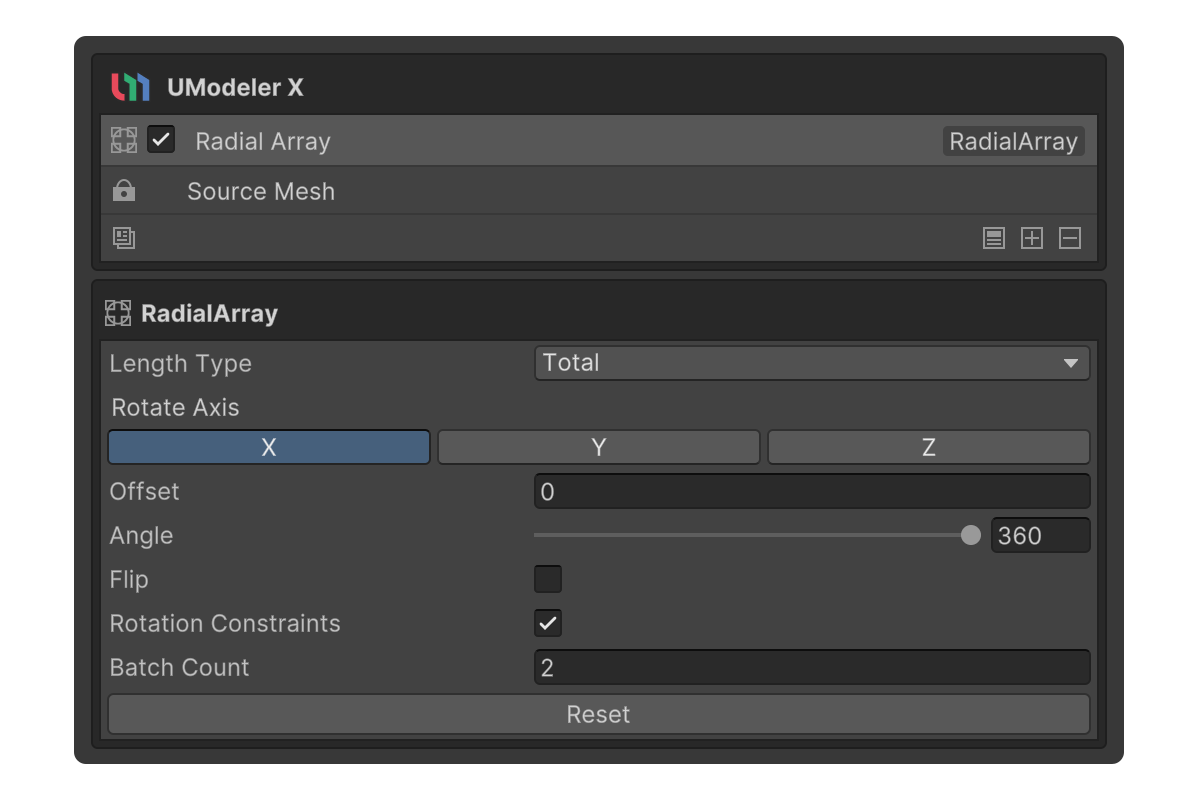 UModeler X
Radial Array RadialArray
Source Mesh
RadialArray
Length Type Total
Rotate Axis
X Y Z
Offset 0
Angle 360
Flip
Rotation Constraints
Batch Count 2
Reset